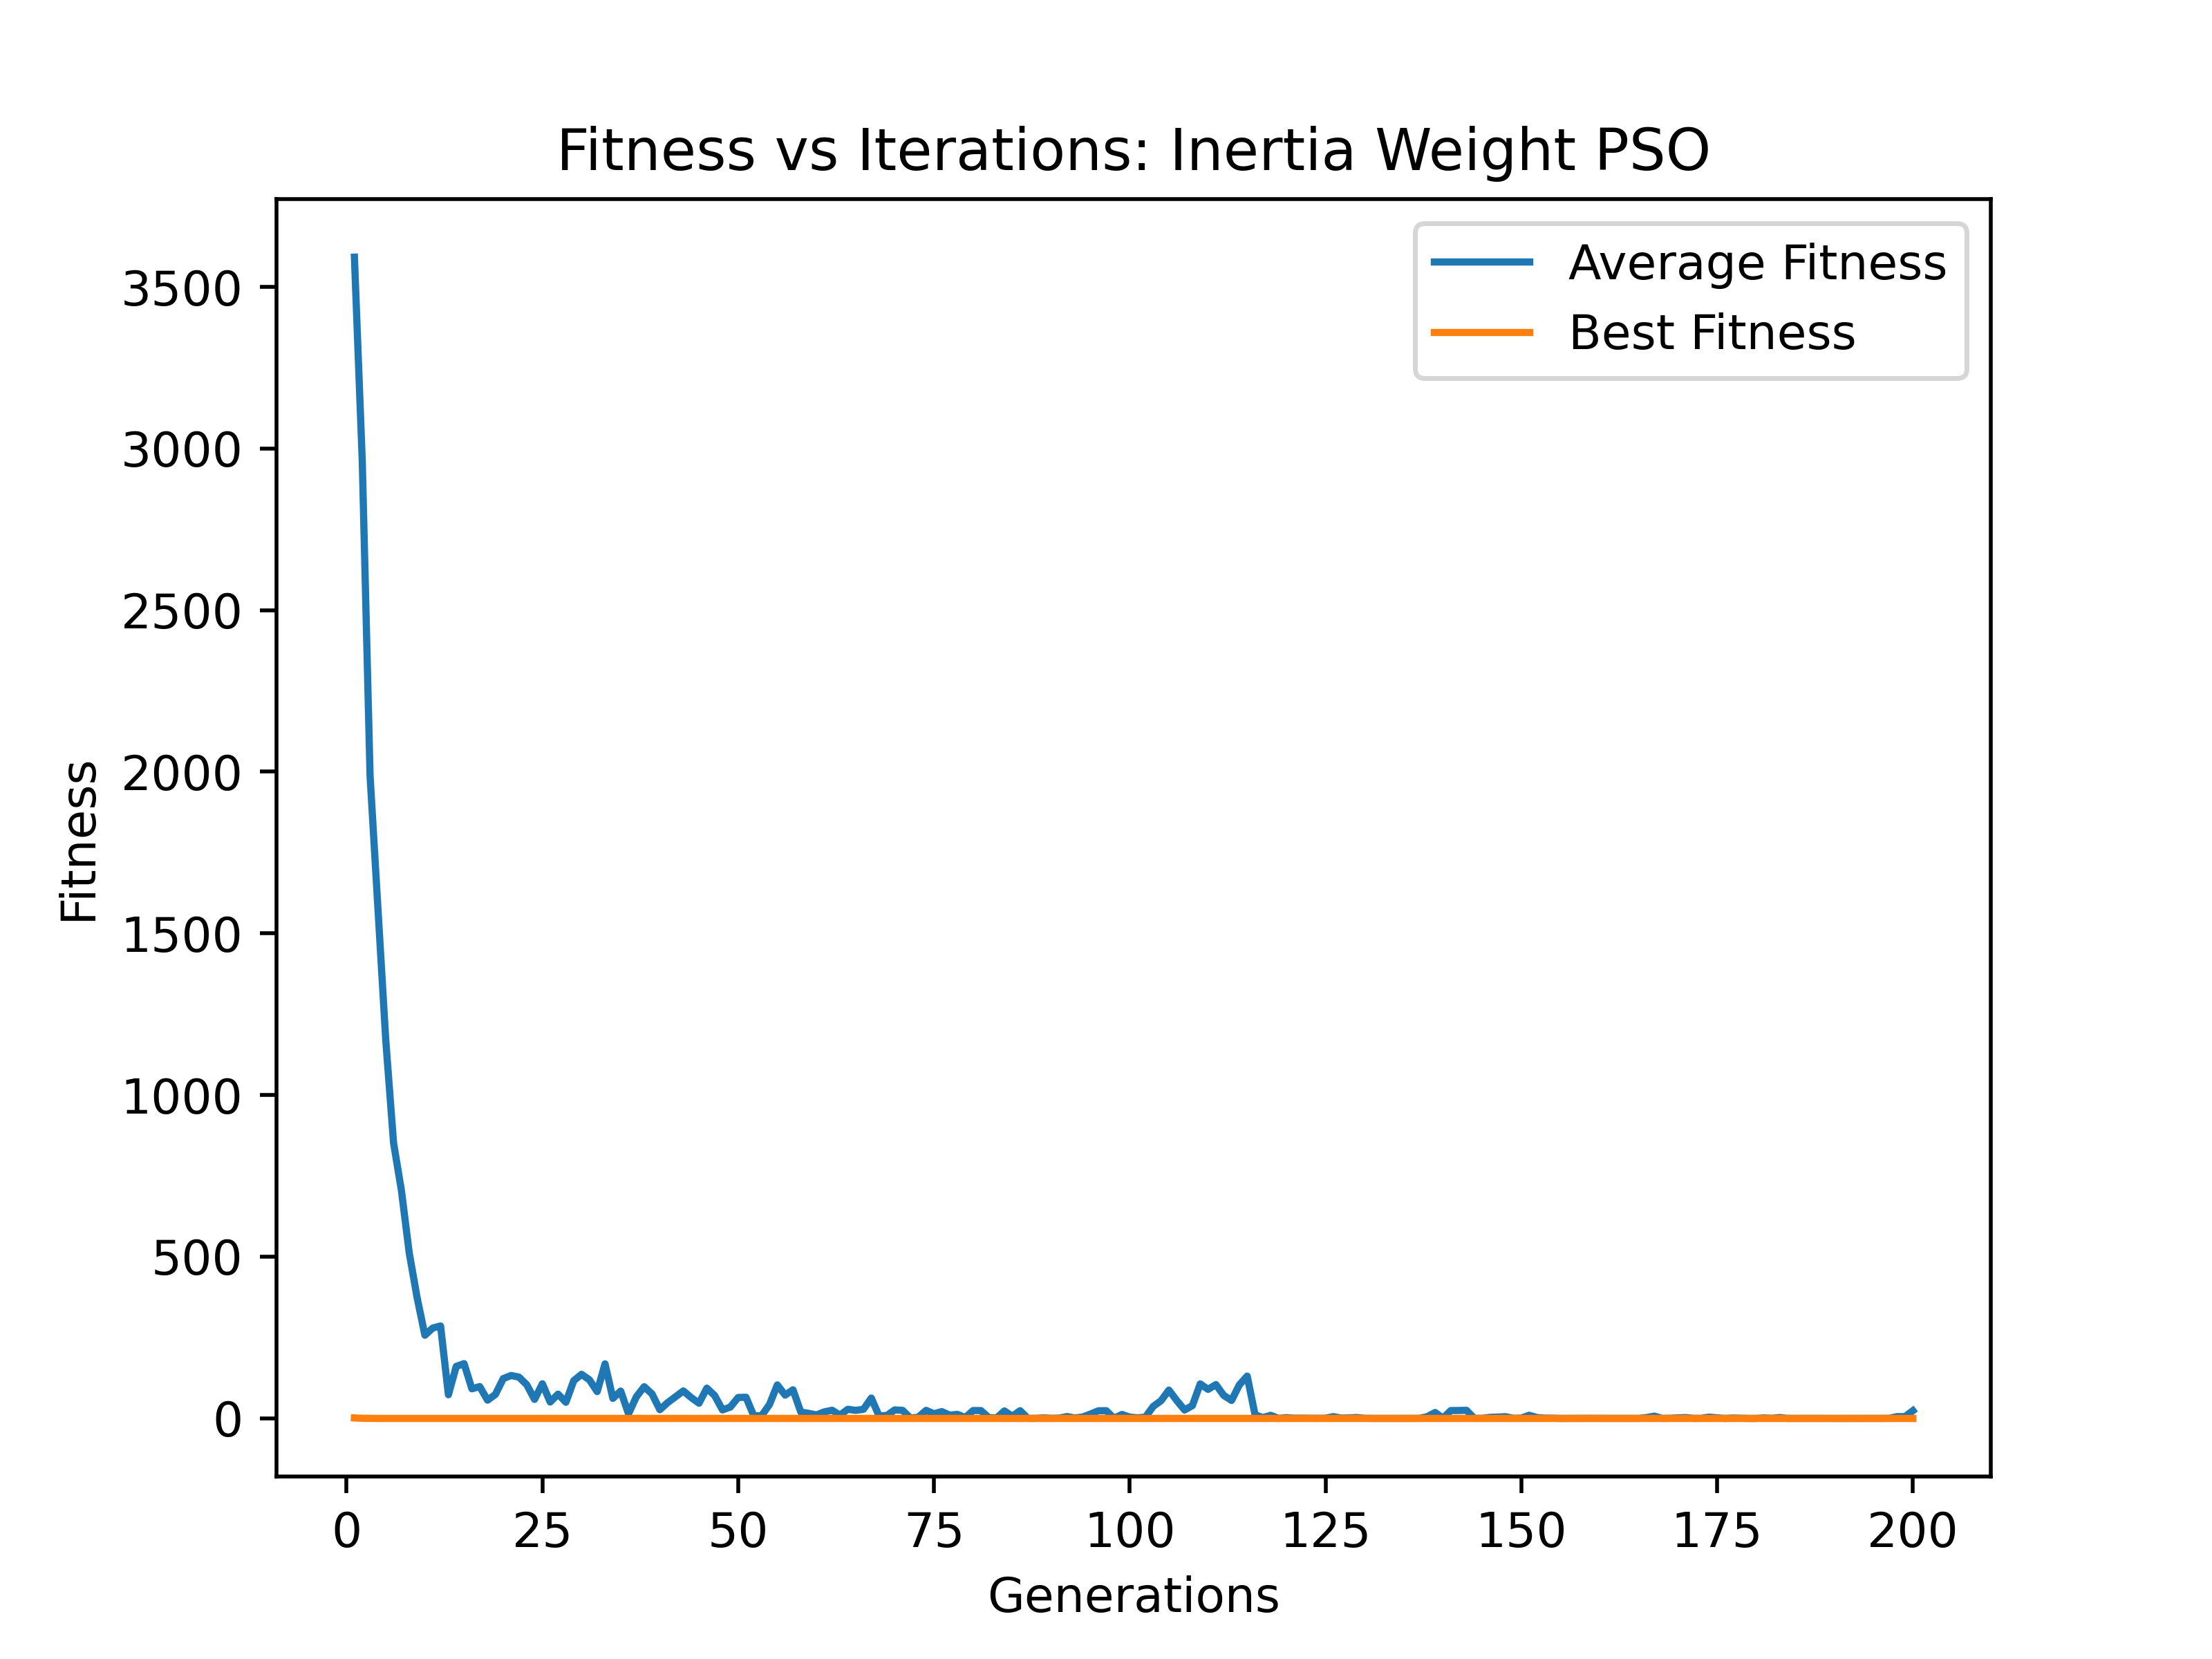 Fitness vs Iterations: Inertia Weight PSO
Average Fitness
Best Fitness
3500
3000
2500
2000
1500
1000
500
0
Fitness
0 25 50 75 100 125 150 175 200
Generations